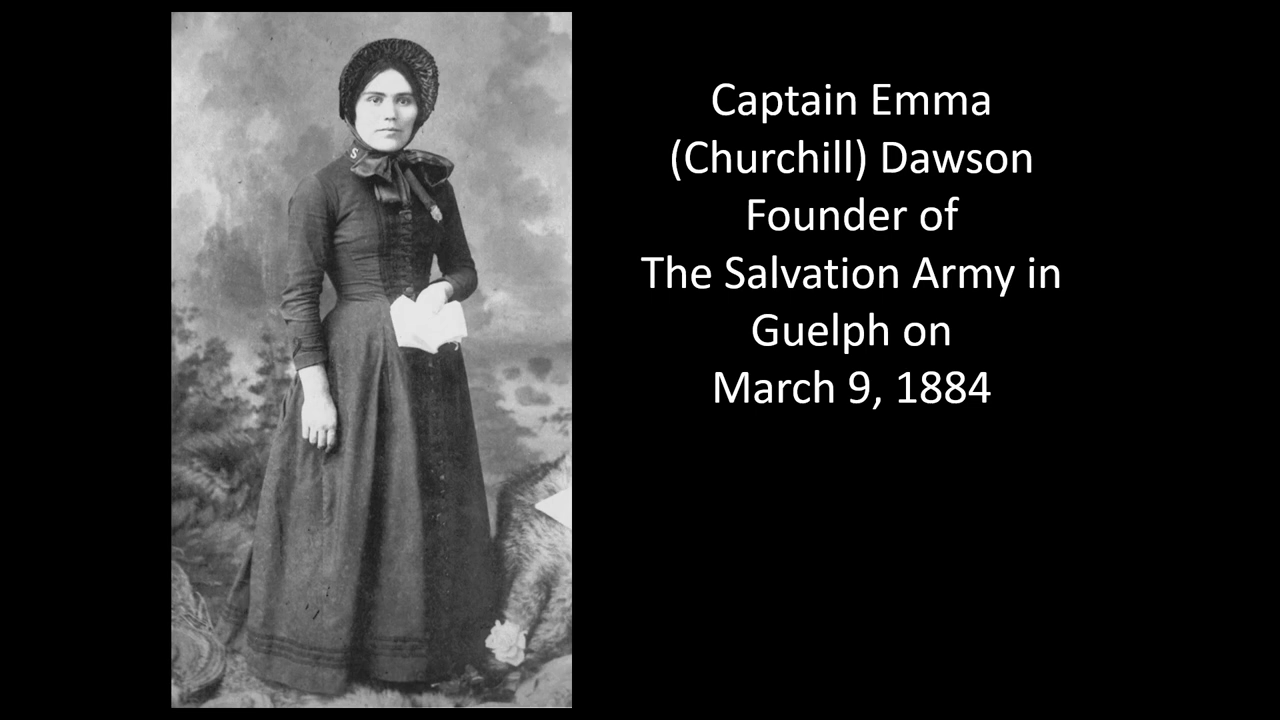 S
Captain Emma
(Churchill) Dawson
Founder of
The Salvation Army in
Guelph on
March 9, 1884